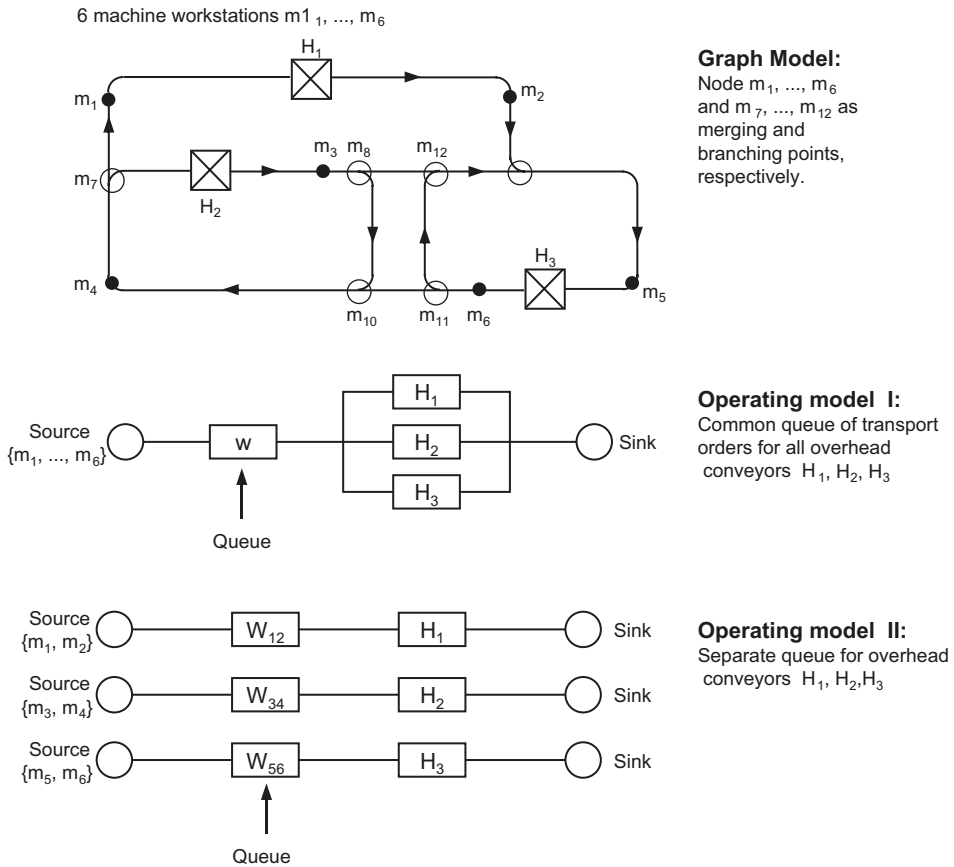 6 machine workstations m1₁, ..., m₆
H₁
m₁
m₂
Graph Model:
Node m₁, ..., m₆
and m₇, ..., m₁₂ as
merging and
branching points,
respectively.
m₃
m₈
m₁₂
m₇
H₂
H₃
m₄
m₅
m₁₀
m₁₁
m₆
Operating model I:
Common queue of transport
orders for all overhead
conveyors H₁, H₂, H₃
Source
{m₁, ..., m₆}
w
H₁
H₂
H₃
Sink
Queue
Operating model II:
Separate queue for overhead
conveyors H₁, H₂,H₃
Source
{m₁, m₂}
W₁₂
H₁
Sink
Source
{m₃, m₄}
W₃₄
H₂
Sink
Source
{m₅, m₆}
W₅₆
H₃
Sink
Queue